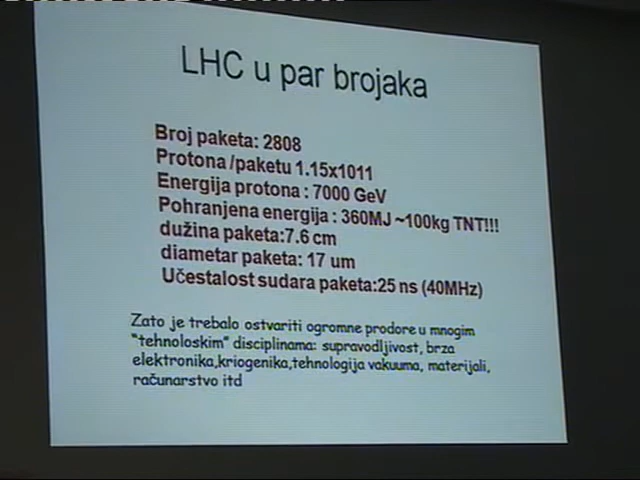 LHC u par brojaka
Broj paketa: 2808
Protona /paketu 1.15x1011
Energija protona : 7000 GeV
Pohranjena energija : 360MJ ~100kg TNT!!!
dužina paketa:7.6 cm
diametar paketa: 17 um
Učestalost sudara paketa:25 ns (40MHz)
Zato je trebalo ostvariti ogromne prodore u mnogim
"tehnoloskim" disciplinama: supravodljivost, brza
elektronika,kriogenika,tehnologija vakuuma, materijali,
računarstvo itd